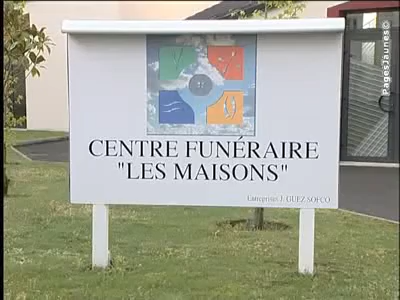 CENTRE FUNÉRAIRE
"LES MAISONS"
Entreprise J. GUEZ SOFCO
PagesJaunes©